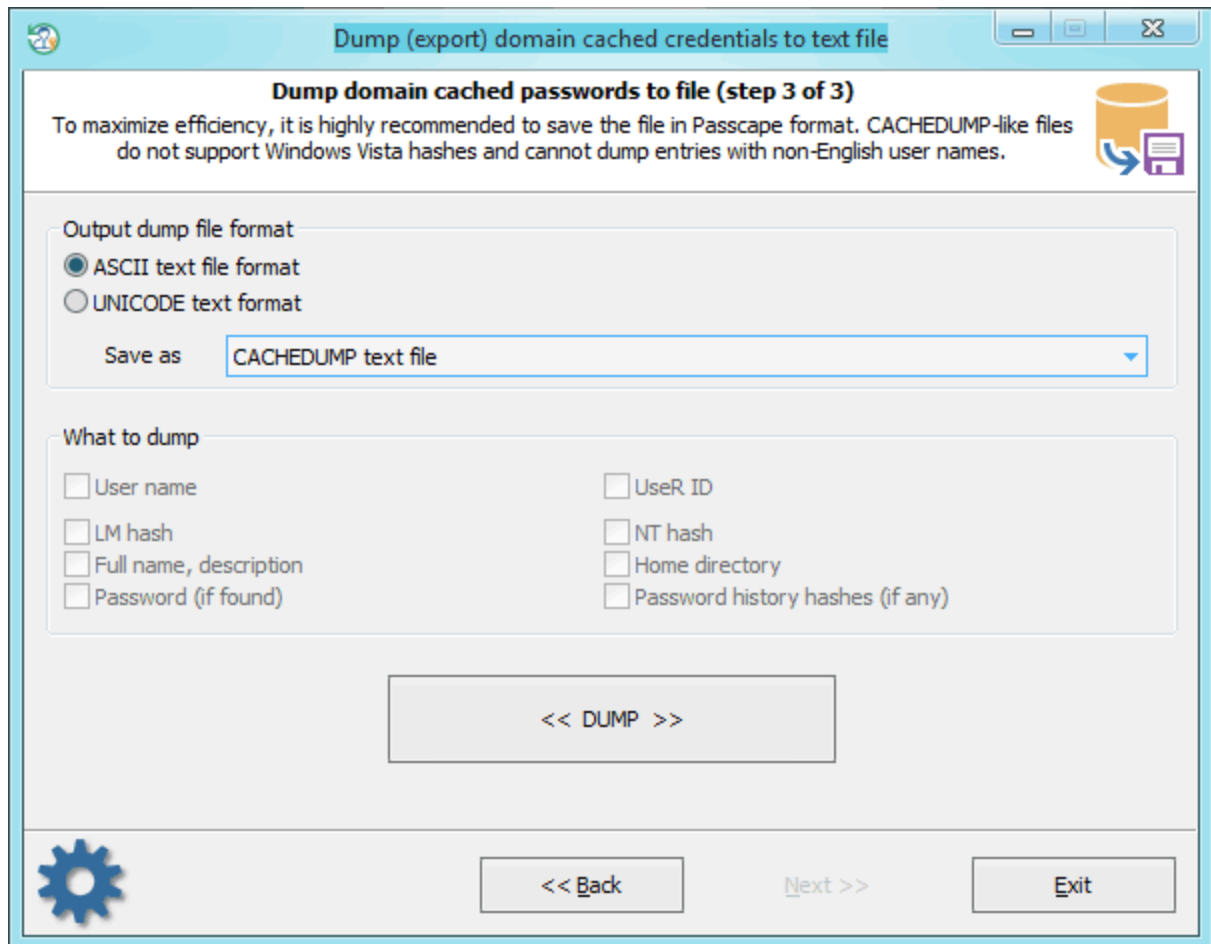 Dump (export) domain cached credentials to text file
Dump domain cached passwords to file (step 3 of 3)
To maximize efficiency, it is highly recommended to save the file in Passcape format. CACHEDUMP-like files
do not support Windows Vista hashes and cannot dump entries with non-English user names.
Output dump file format
ASCII text file format
UNICODE text format
Save as CACHEDUMP text file
What to dump
User name UseR ID
LM hash NT hash
Full name, description Home directory
Password (if found) Password history hashes (if any)
<< DUMP >>
<< Back Next >> Exit